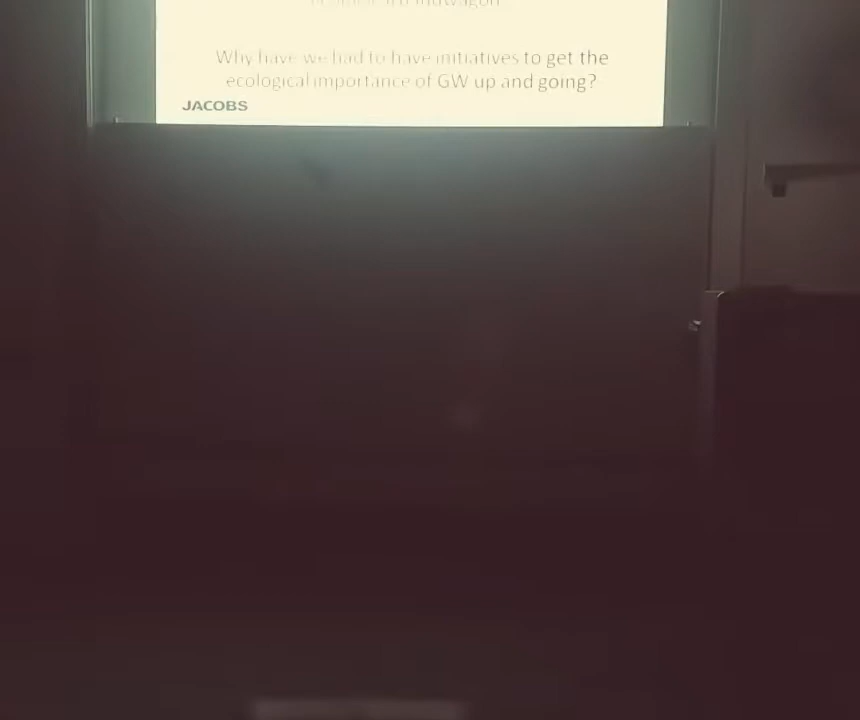 Why have we had to have initiatives to get the
ecological importance of GW up and going?
JACOBS